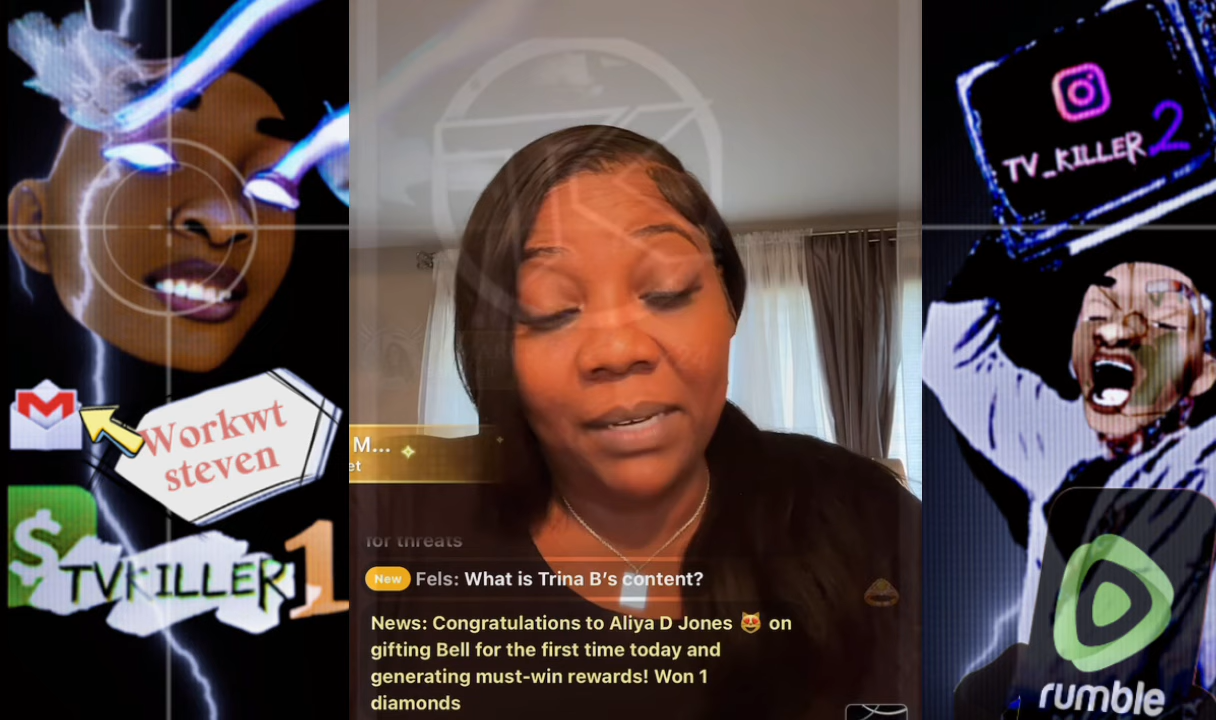 Workwt
steven
$
TVKILLER1
M...
et
for threats
New Fels: What is Trina B's content?
News: Congratulations to Aliya D Jones 😻 on
gifting Bell for the first time today and
generating must-win rewards! Won 1
diamonds
TV_KILLER2
rumble